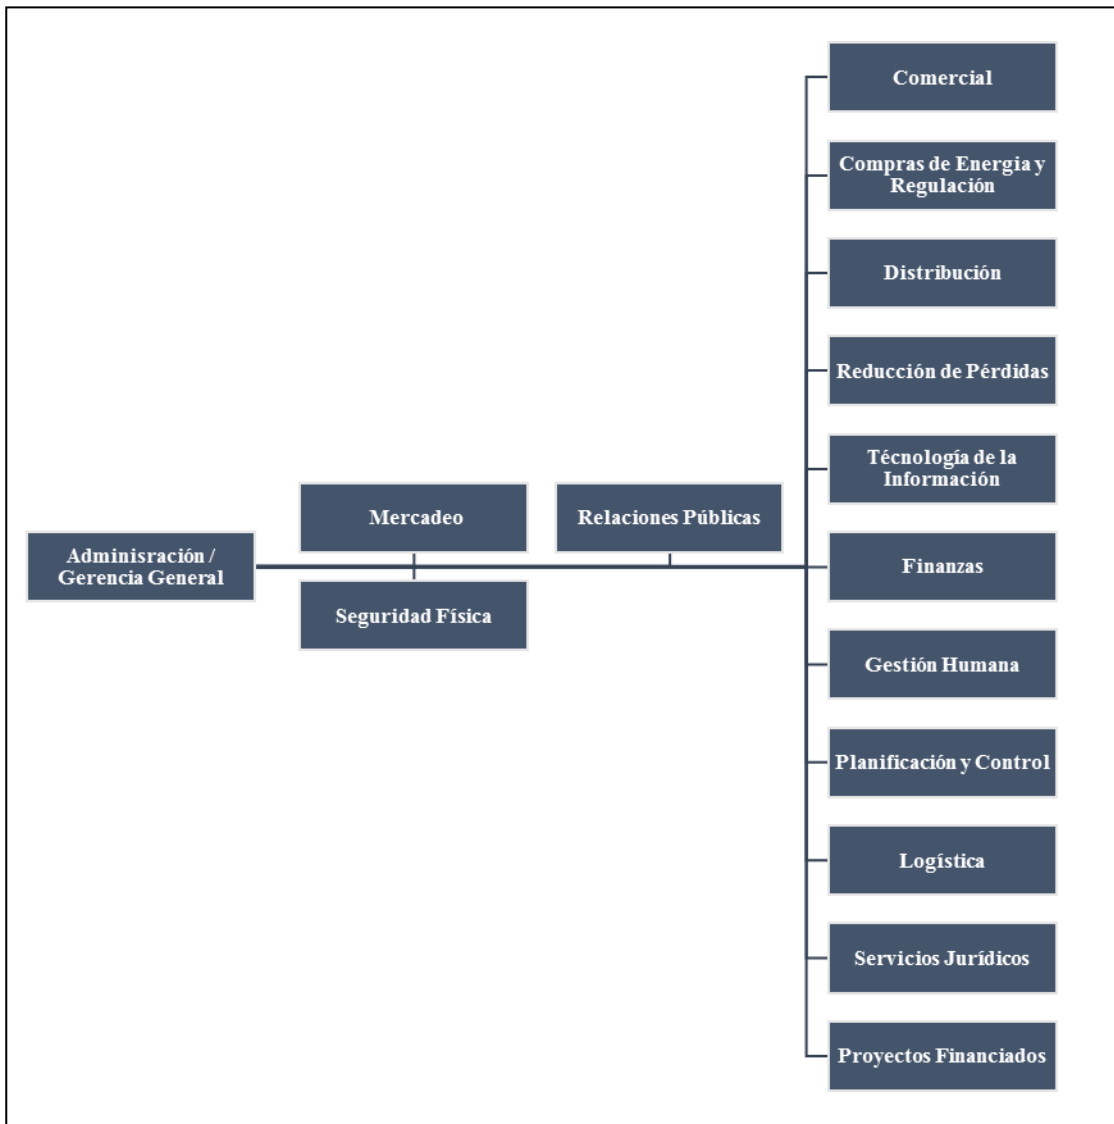 Adminisración /
Gerencia General
Mercadeo
Seguridad Física
Relaciones Públicas
Comercial
Compras de Energia y
Regulación
Distribución
Reducción de Pérdidas
Técnología de la
Información
Finanzas
Gestión Humana
Planificación y Control
Logística
Servicios Jurídicos
Proyectos Financiados